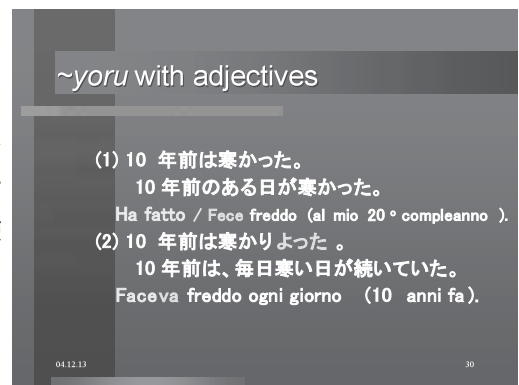 ~yoru with adjectives
(1) 10 年前は寒かった。
10 年前のある日が寒かった。
Ha fatto / Fece freddo (al mio 20° compleanno ).
(2) 10 年前は寒かりよった 。
10 年前は、毎日寒い日が続いていた。
Faceva freddo ogni giorno (10 anni fa).
04.12.13
30